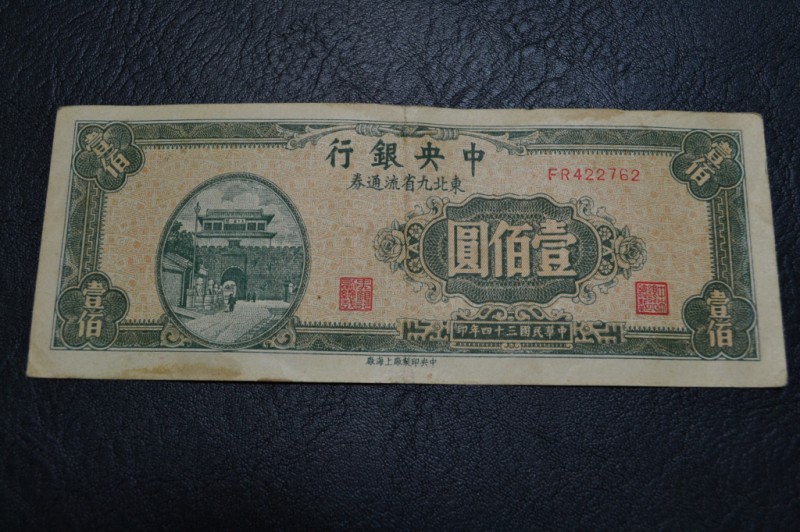 中央銀行
東北九省流通券
FR422762
壹佰
壹佰
壹佰圓
壹佰
壹佰
中華民國三十四年印
中央印製廠上海廠